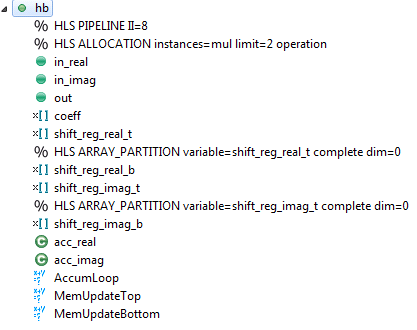 hb
% HLS PIPELINE II=8
% HLS ALLOCATION instances=mul limit=2 operation
in_real
in_imag
out
×[] coeff
×[] shift_reg_real_t
% HLS ARRAY_PARTITION variable=shift_reg_real_t complete dim=0
×[] shift_reg_real_b
×[] shift_reg_imag_t
% HLS ARRAY_PARTITION variable=shift_reg_imag_t complete dim=0
×[] shift_reg_imag_b
C acc_real
C acc_imag
AccumLoop
MemUpdateTop
MemUpdateBottom